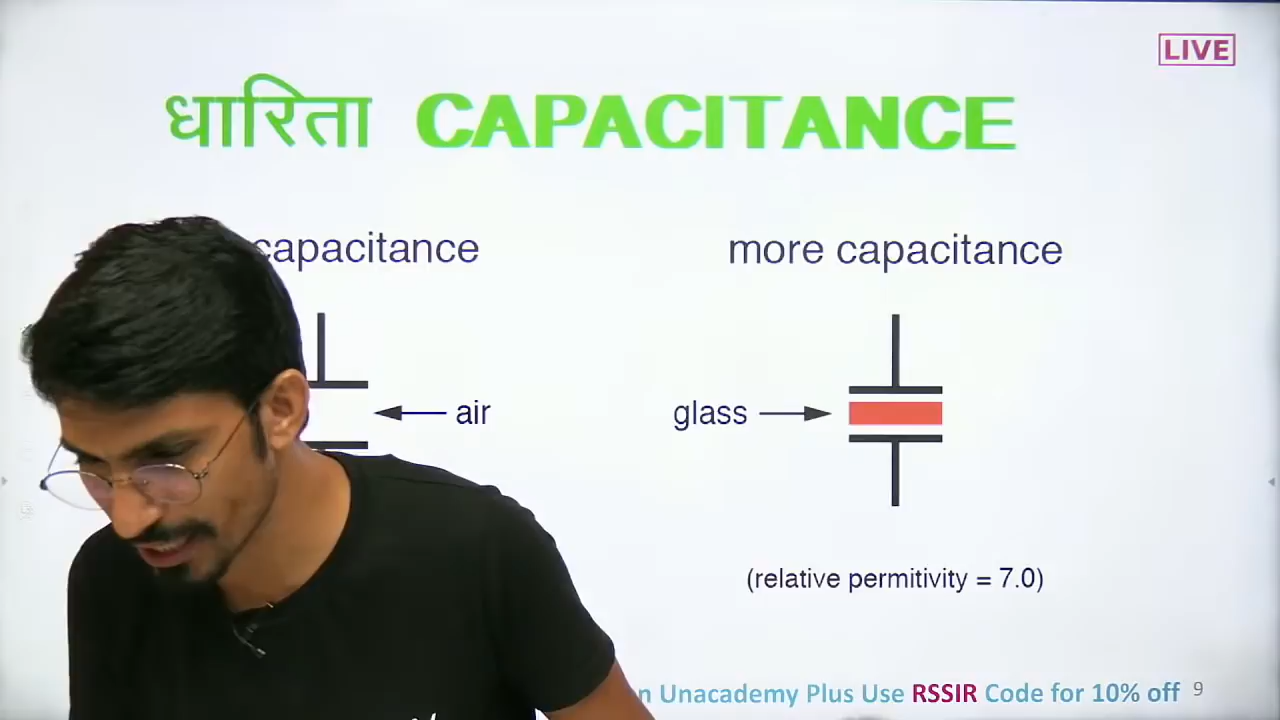 LIVE
धारिता CAPACITANCE
capacitance
more capacitance
air
glass
(relative permitivity = 7.0)
Unacademy Plus Use RSSIR Code for 10% off 9